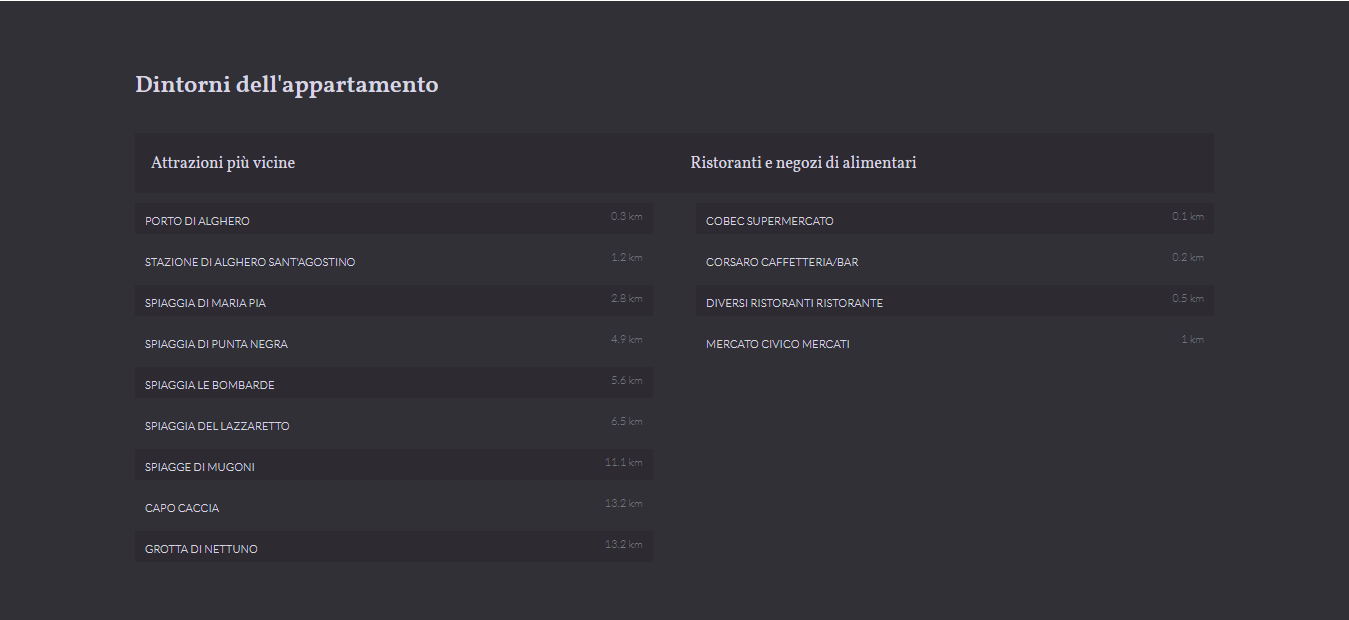 Dintorni dell'appartamento
Attrazioni più vicine
PORTO DI ALGHERO 0.3 km
STAZIONE DI ALGHERO SANT'AGOSTINO 1.2 km
SPIAGGIA DI MARIA PIA 2.8 km
SPIAGGIA DI PUNTA NEGRA 4.9 km
SPIAGGIA LE BOMBARDE 5.6 km
SPIAGGIA DEL LAZZARETTO 6.5 km
SPIAGGE DI MUGONI 11.1 km
CAPO CACCIA 13.2 km
GROTTA DI NETTUNO 13.2 km
Ristoranti e negozi di alimentari
COBEC SUPERMERCATO 0.1 km
CORSARO CAFFETTERIA/BAR 0.2 km
DIVERSI RISTORANTI RISTORANTE 0.5 km
MERCATO CIVICO MERCATI 1 km